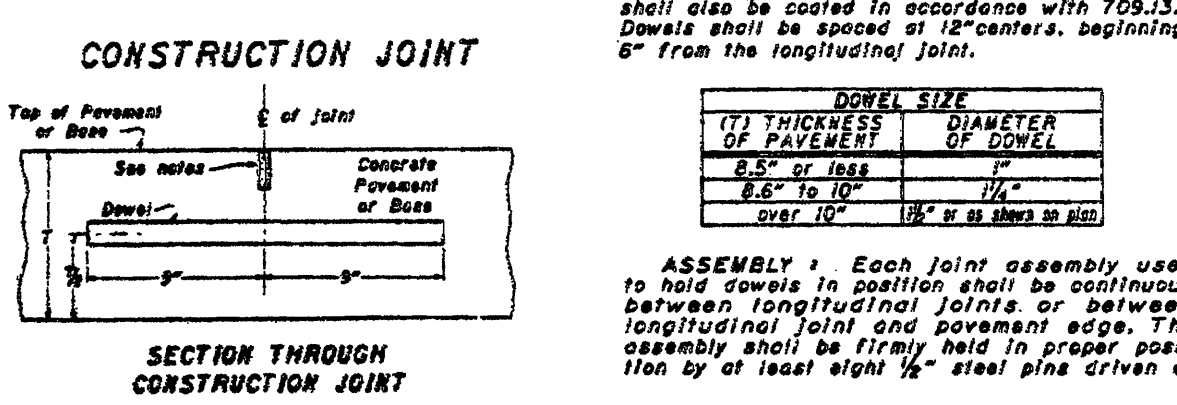 CONSTRUCTION JOINT
Top of Pavement
or Base
℄ of joint
See notes
Concrete
Pavement
or Base
Dowel
T
T/2
9" 9"
SECTION THROUGH
CONSTRUCTION JOINT
shall also be coated in accordance with 709.13.
Dowels shall be spaced at 12" centers, beginning
6" from the longitudinal joint.
DOWEL SIZE
(T) THICKNESS OF PAVEMENT
DIAMETER OF DOWEL
8.5" or less 1"
8.6" to 10" 1¼"
over 10" 1½" or as shown on plan
ASSEMBLY : Each joint assembly use
to hold dowels in position shall be continuou
between longitudinal joints or betwee
longitudinal joint and pavement edge. Th
assembly shall be firmly held in proper posi
tion by at least eight ½" steel pins driven